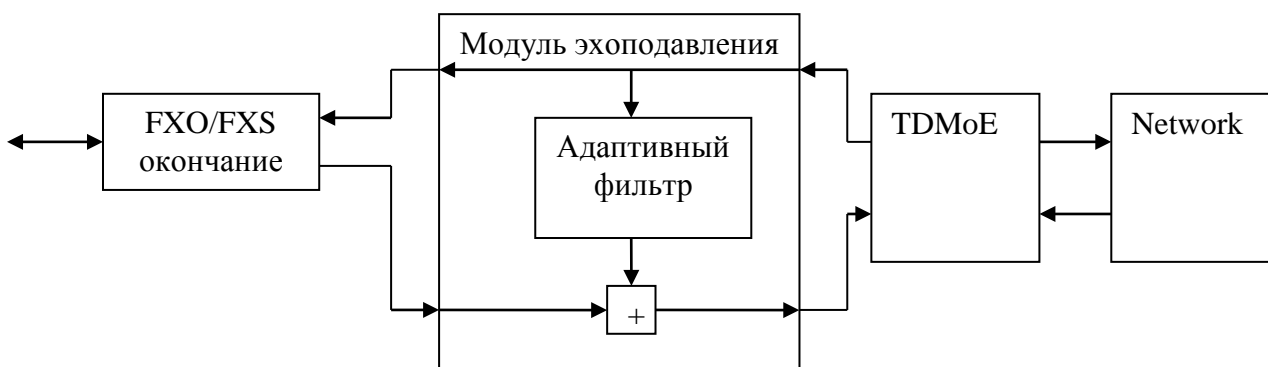 Модуль эхоподавления
FXO/FXS
окончание
Адаптивный
фильтр
TDMoE
Network
+